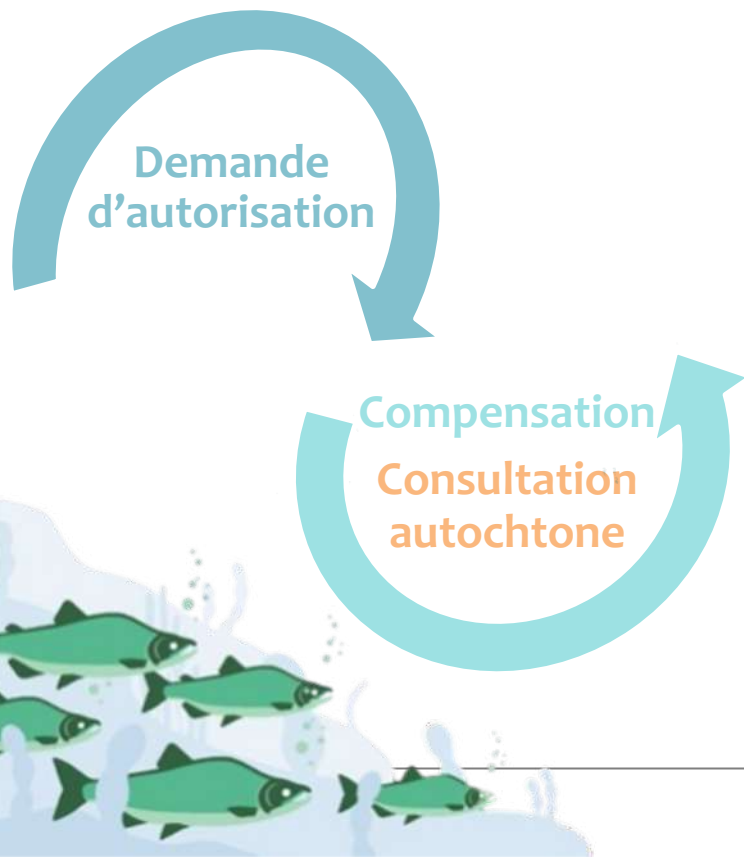 Demande
d’autorisation
Compensation
Consultation
autochtone